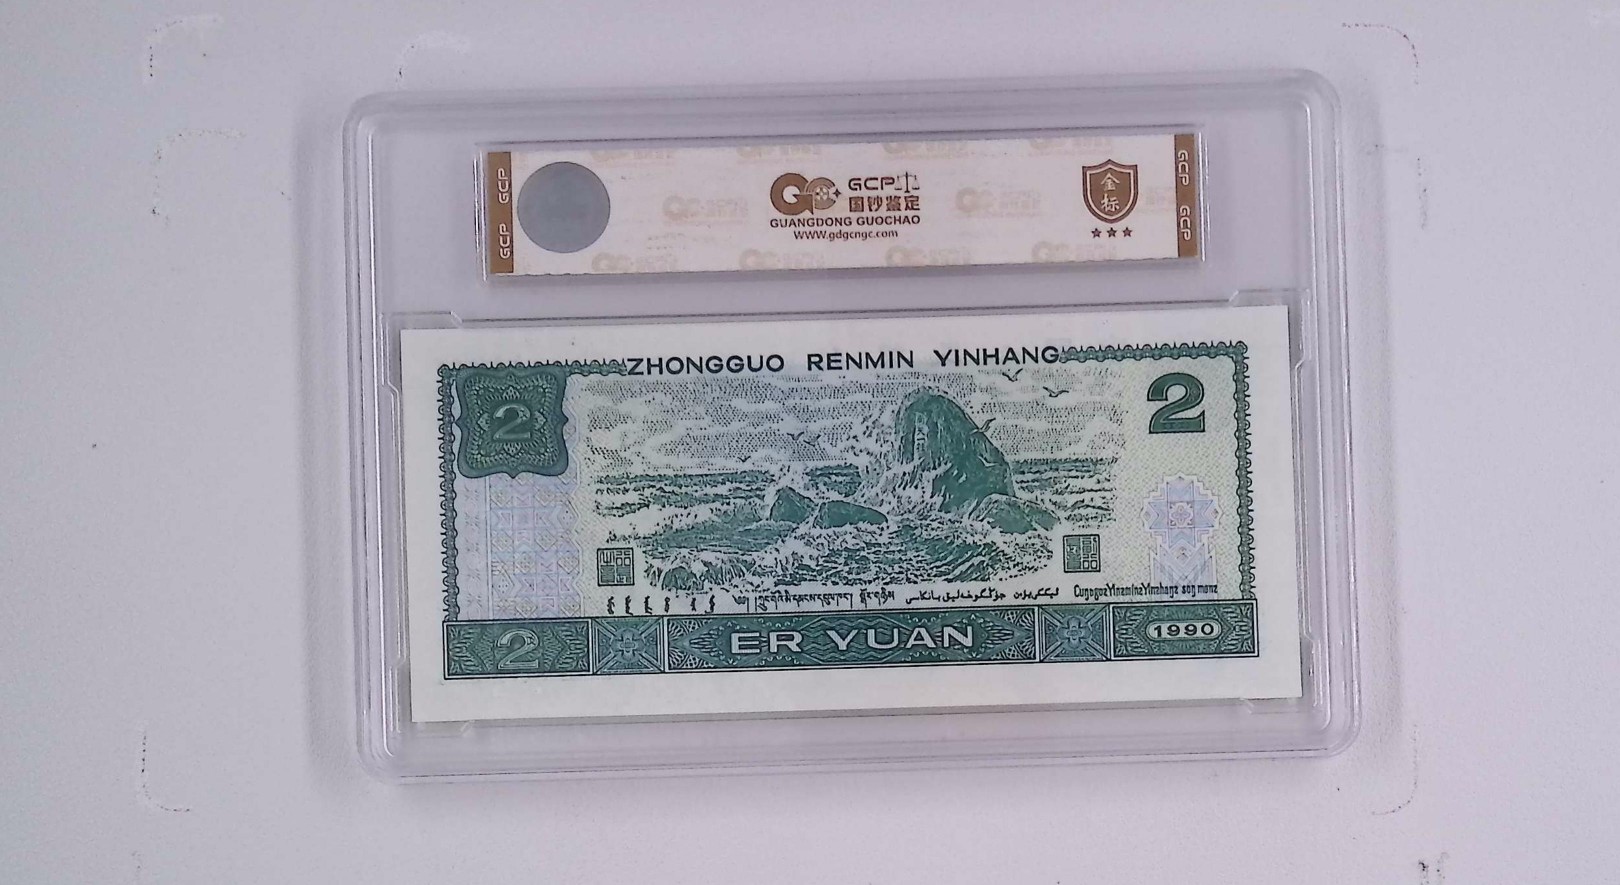 GCP GCP
GCP
国钞鉴定
GUANGDONG GUOCHAO
WWW.gdgcngc.com
金
标
GCP GCP
ZHONGGUO RENMIN YINHANG
2
2
2
ER YUAN
1990